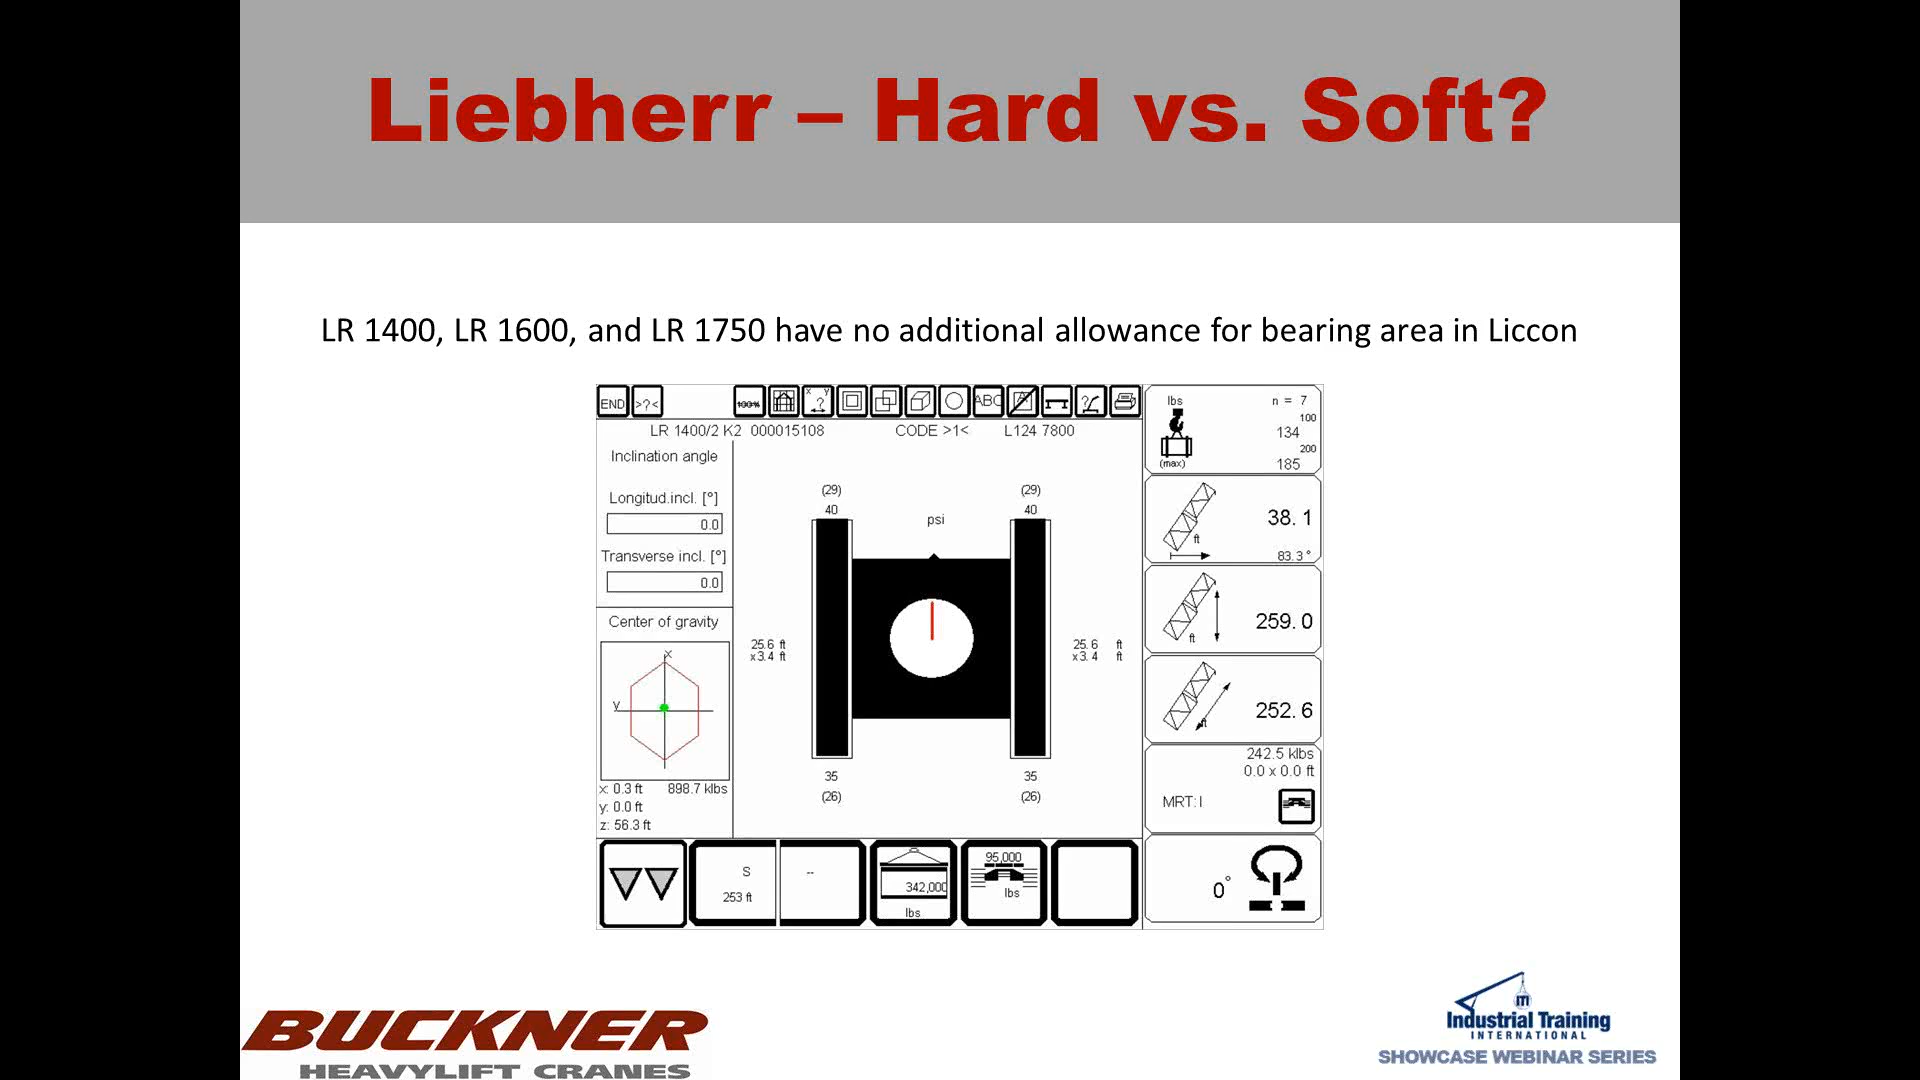 Liebherr – Hard vs. Soft?
LR 1400, LR 1600, and LR 1750 have no additional allowance for bearing area in Liccon
END >?< 100% x y ? ABC A ?
LR 1400/2 K2 000015108 CODE >1< L124 7800
Inclination angle
Longitud.incl. [°]
0.0
Transverse incl. [°]
0.0
Center of gravity
x
y
x: 0.3 ft 898.7 klbs
y: 0.0 ft
z: 56.3 ft
(29) (29)
40 40
psi
25.6 ft 25.6 ft
x3.4 ft x3.4 ft
35 35
(26) (26)
lbs n = 7
100
134
200
(max) 185
38.1
ft
83.3°
259.0
ft
252.6
ft
242.5 klbs
0.0 x 0.0 ft
MRT: I
S --
253 ft
342,000
lbs
95,000
lbs
0°
BUCKNER
HEAVYLIFT CRANES
ITI
Industrial Training
INTERNATIONAL
SHOWCASE WEBINAR SERIES